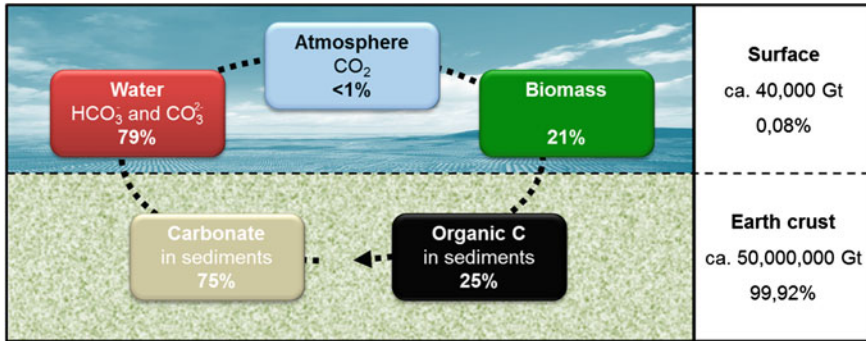 Atmosphere
CO₂
<1%
Water
HCO₃⁻ and CO₃²⁻
79%
Biomass
21%
Surface
ca. 40,000 Gt
0,08%
Carbonate
in sediments
75%
Organic C
in sediments
25%
Earth crust
ca. 50,000,000 Gt
99,92%